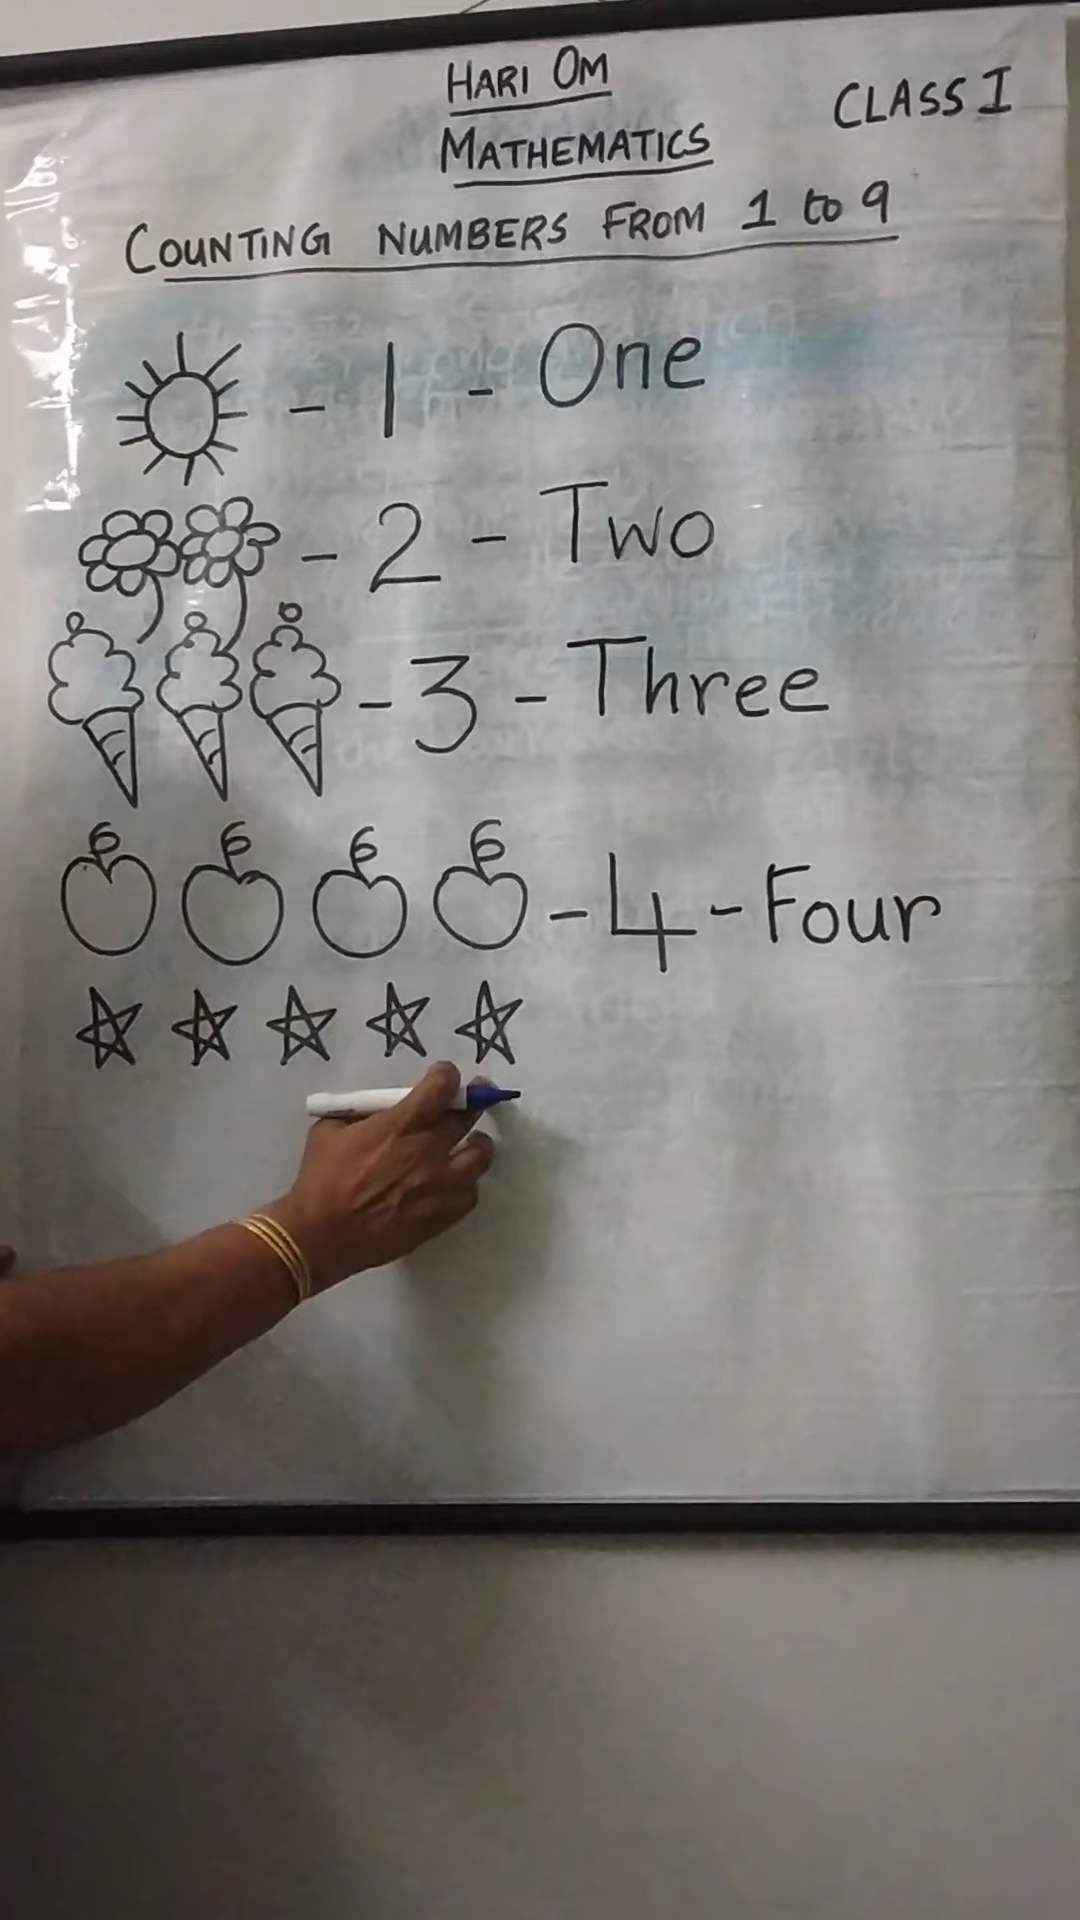 HARI OM
MATHEMATICS
CLASS I
COUNTING NUMBERS FROM 1 to 9
- 1 - One
- 2 - Two
- 3 - Three
- 4 - Four